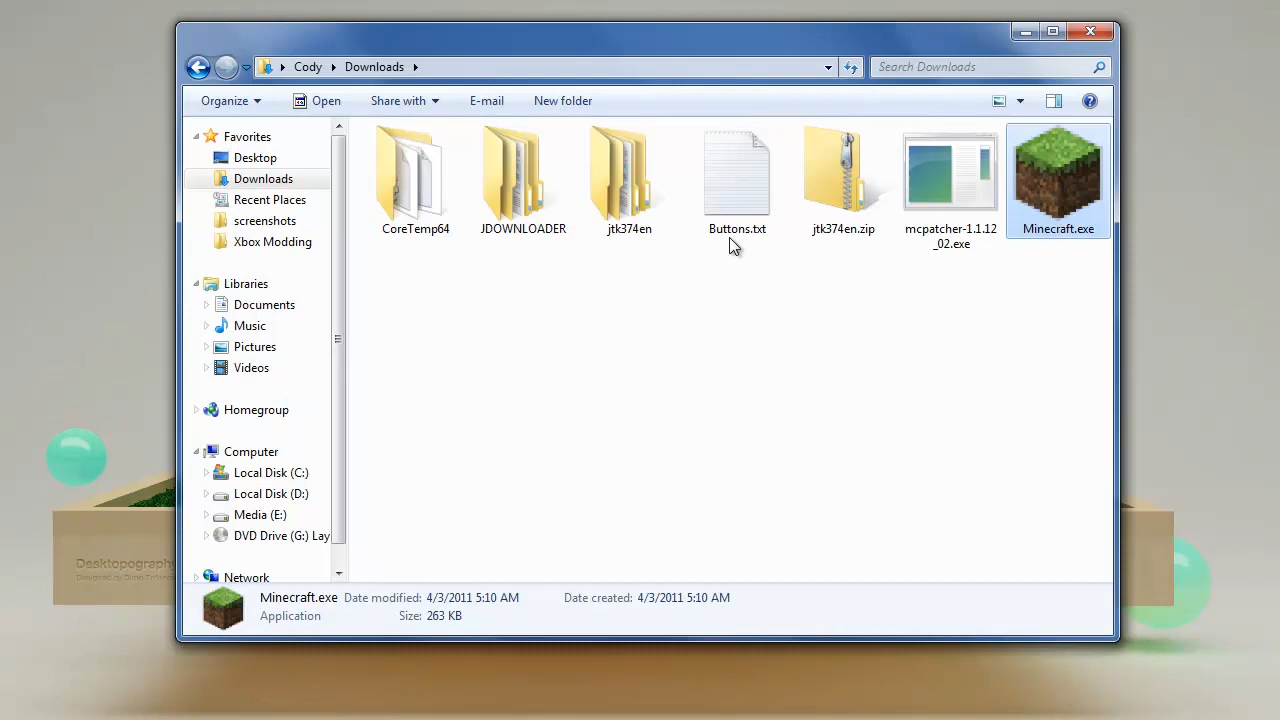 Cody Downloads
Search Downloads
Organize Open Share with E-mail New folder
Favorites
Desktop
Downloads
Recent Places
screenshots
Xbox Modding
Libraries
Documents
Music
Pictures
Videos
Homegroup
Computer
Local Disk (C:)
Local Disk (D:)
Media (E:)
DVD Drive (G:) Lay
Network
CoreTemp64
JDOWNLOADER
jtk374en
Buttons.txt
jtk374en.zip
mcpatcher-1.1.12
_02.exe
Minecraft.exe
Minecraft.exe Date modified: 4/3/2011 5:10 AM Date created: 4/3/2011 5:10 AM
Application Size: 263 KB
Desktopography